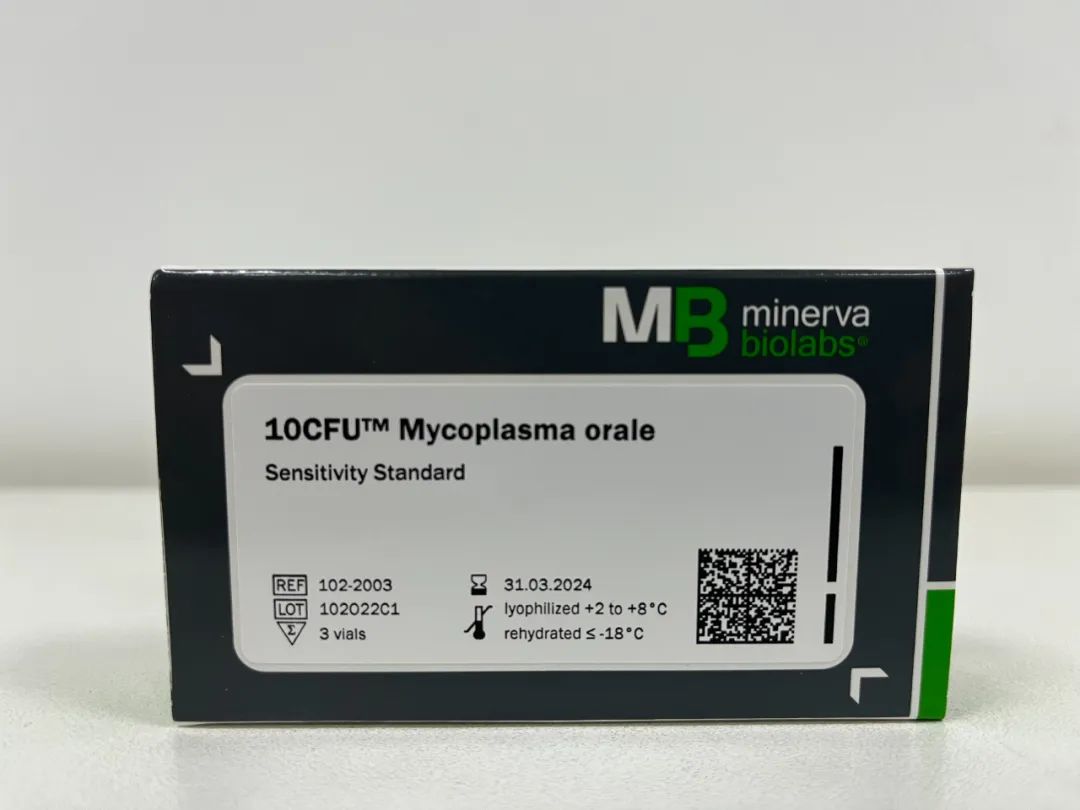 MB minerva
biolabs®
10CFU™ Mycoplasma orale
Sensitivity Standard
REF 102-2003
LOT 102022C1
Σ 3 vials
31.03.2024
lyophilized +2 to +8°C
rehydrated ≤ -18°C